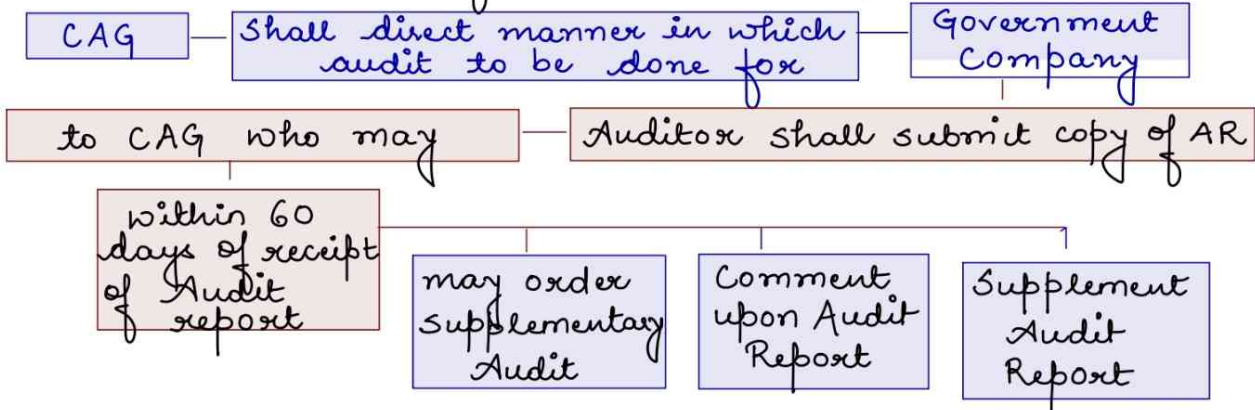 CAG
Shall direct manner in which
audit to be done for
Government
Company
Auditor shall submit copy of AR
to CAG who may
within 60
days of receipt
of Audit
report
may order
supplementary
Audit
Comment
upon Audit
Report
Supplement
Audit
Report